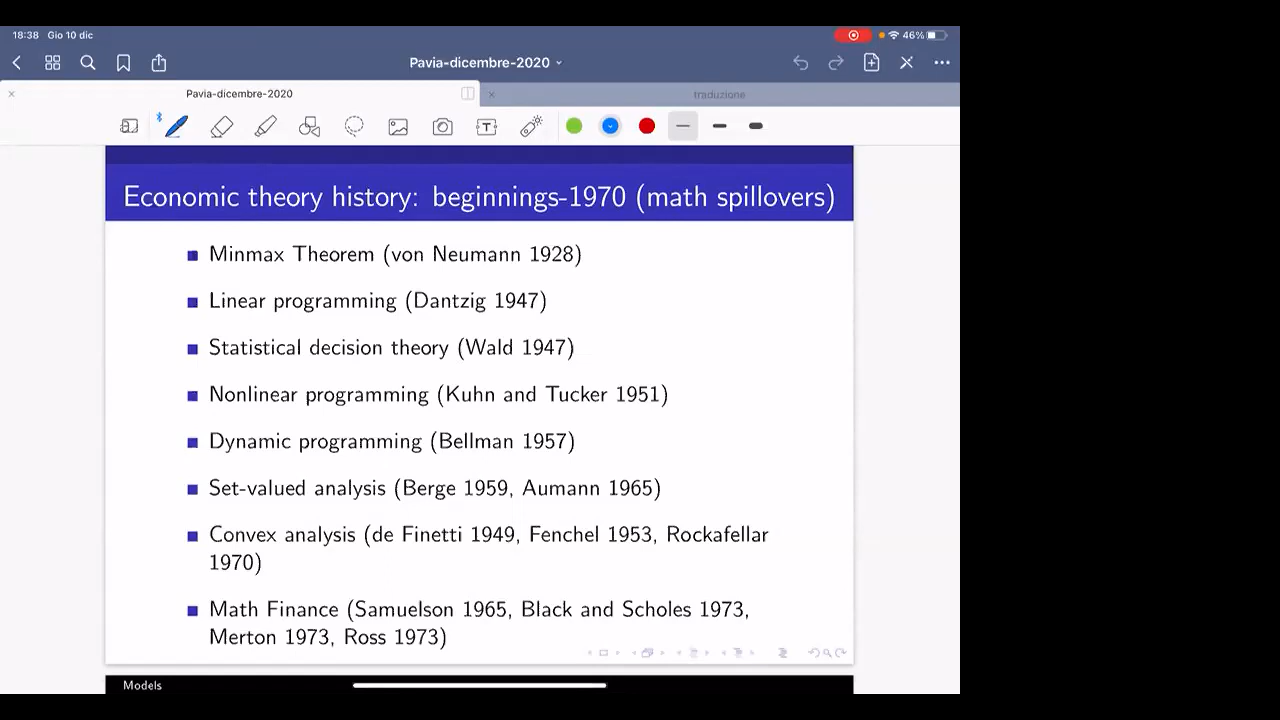 18:38 Gio 10 dic 46%
Pavia-dicembre-2020
Pavia-dicembre-2020 traduzione
Economic theory history: beginnings-1970 (math spillovers)
Minmax Theorem (von Neumann 1928)
Linear programming (Dantzig 1947)
Statistical decision theory (Wald 1947)
Nonlinear programming (Kuhn and Tucker 1951)
Dynamic programming (Bellman 1957)
Set-valued analysis (Berge 1959, Aumann 1965)
Convex analysis (de Finetti 1949, Fenchel 1953, Rockafellar
1970)
Math Finance (Samuelson 1965, Black and Scholes 1973,
Merton 1973, Ross 1973)
Models